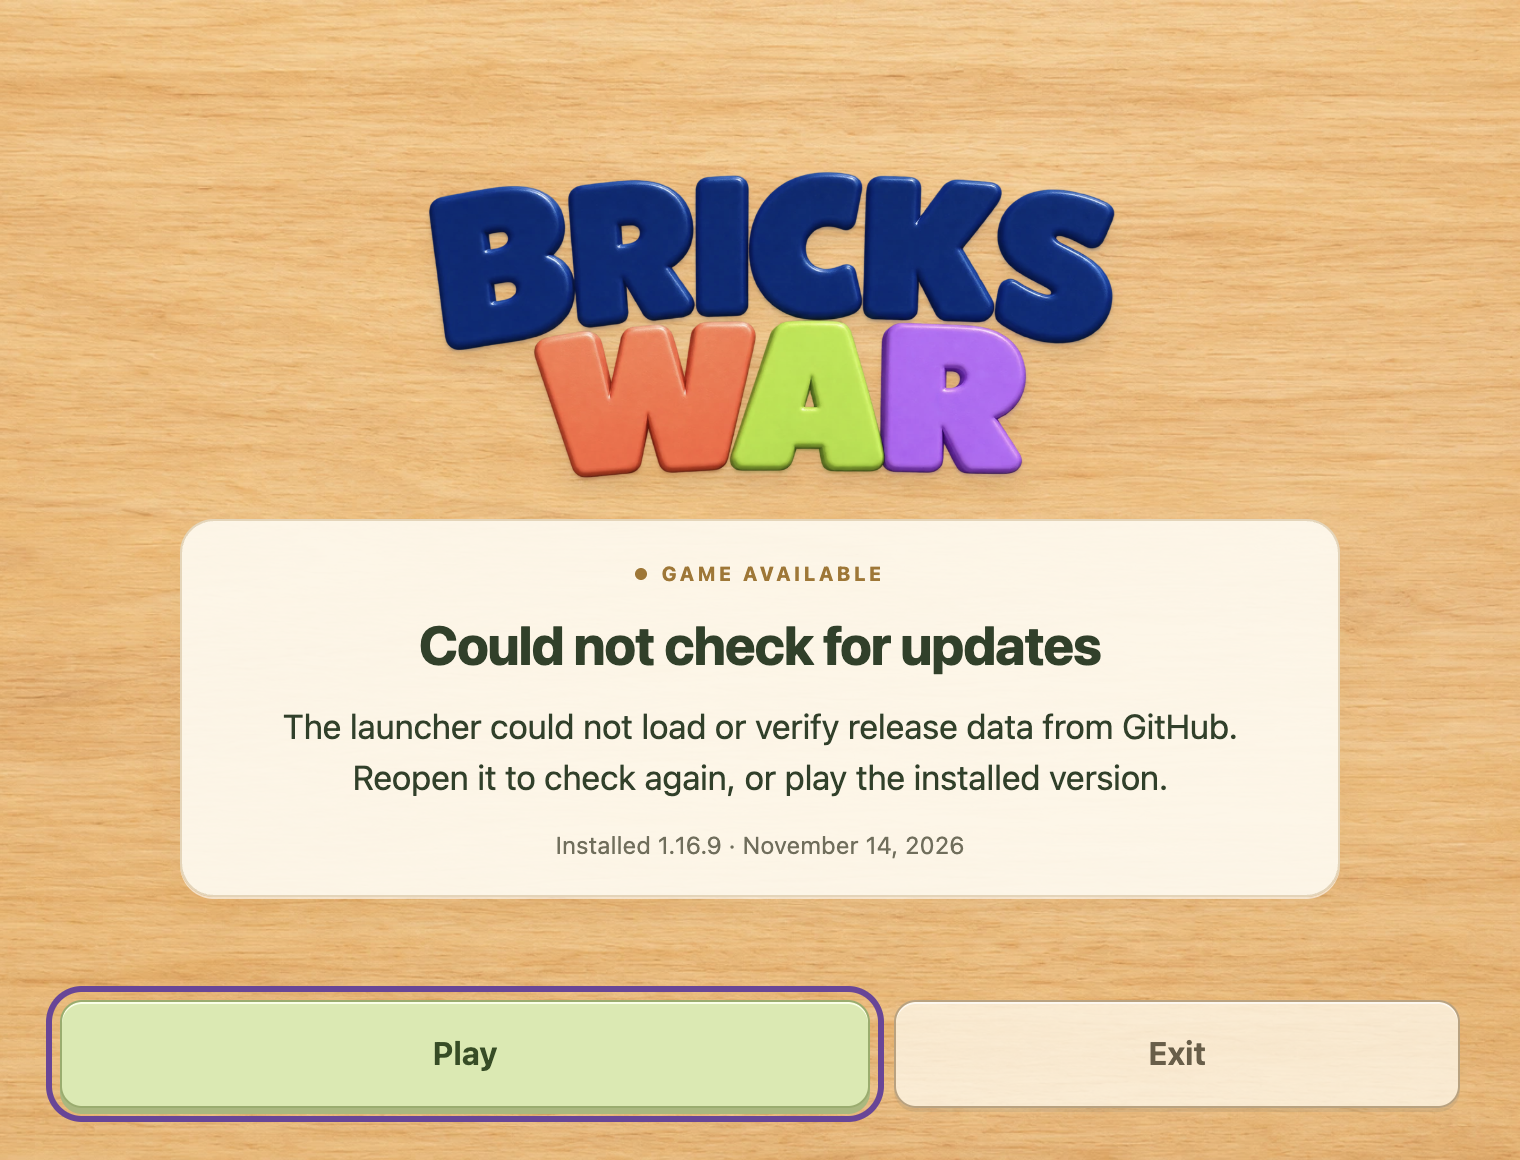 BRICKS
WAR
GAME AVAILABLE
Could not check for updates
The launcher could not load or verify release data from GitHub.
Reopen it to check again, or play the installed version.
Installed 1.16.9 · November 14, 2026
Play
Exit